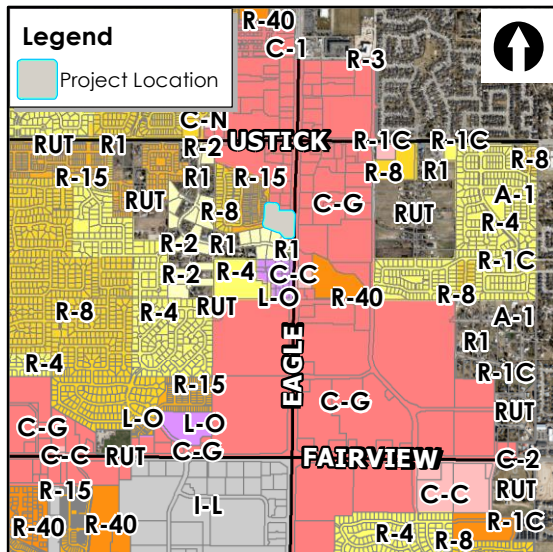 Legend
Project Location
R-40
C-1
R-3
C-N
USTICK
RUT
R1
R-2
R-1C
R-1C
R-8
R-15
R1
R-15
R-8
R1
A-1
RUT
C-G
RUT
R-8
R-4
R-2
R1
R1
R-2
R-4
C-C
R-1C
L-O
R-40
R-8
R-8
R-4
RUT
A-1
R1
R-4
EAGLE
R-1C
R-15
C-G
RUT
L-O
L-O
C-G
C-C
RUT
C-G
FAIRVIEW
C-2
R-15
C-C
RUT
I-L
R-40
R-40
R-4
R-8
R-1C